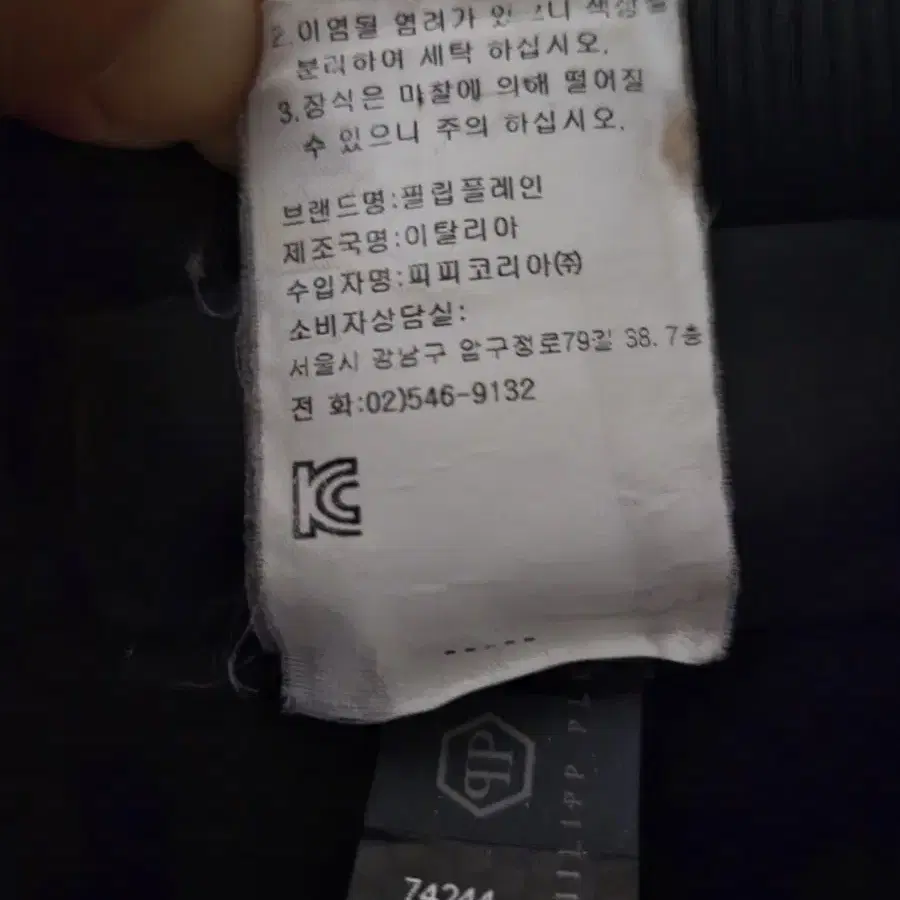 2.이염될 염려가 있으니 색상을
분리하여 세탁 하십시오.
3.장식은 마찰에 의해 떨어질
수 있으니 주의 하십시오.
브랜드명:필립플레인
제조국명:이탈리아
수입자명:피피코리아㈜
소비자상담실:
서울시 강남구 압구정로79길 38. 7층
전 화:02)546-9132
KC
PP